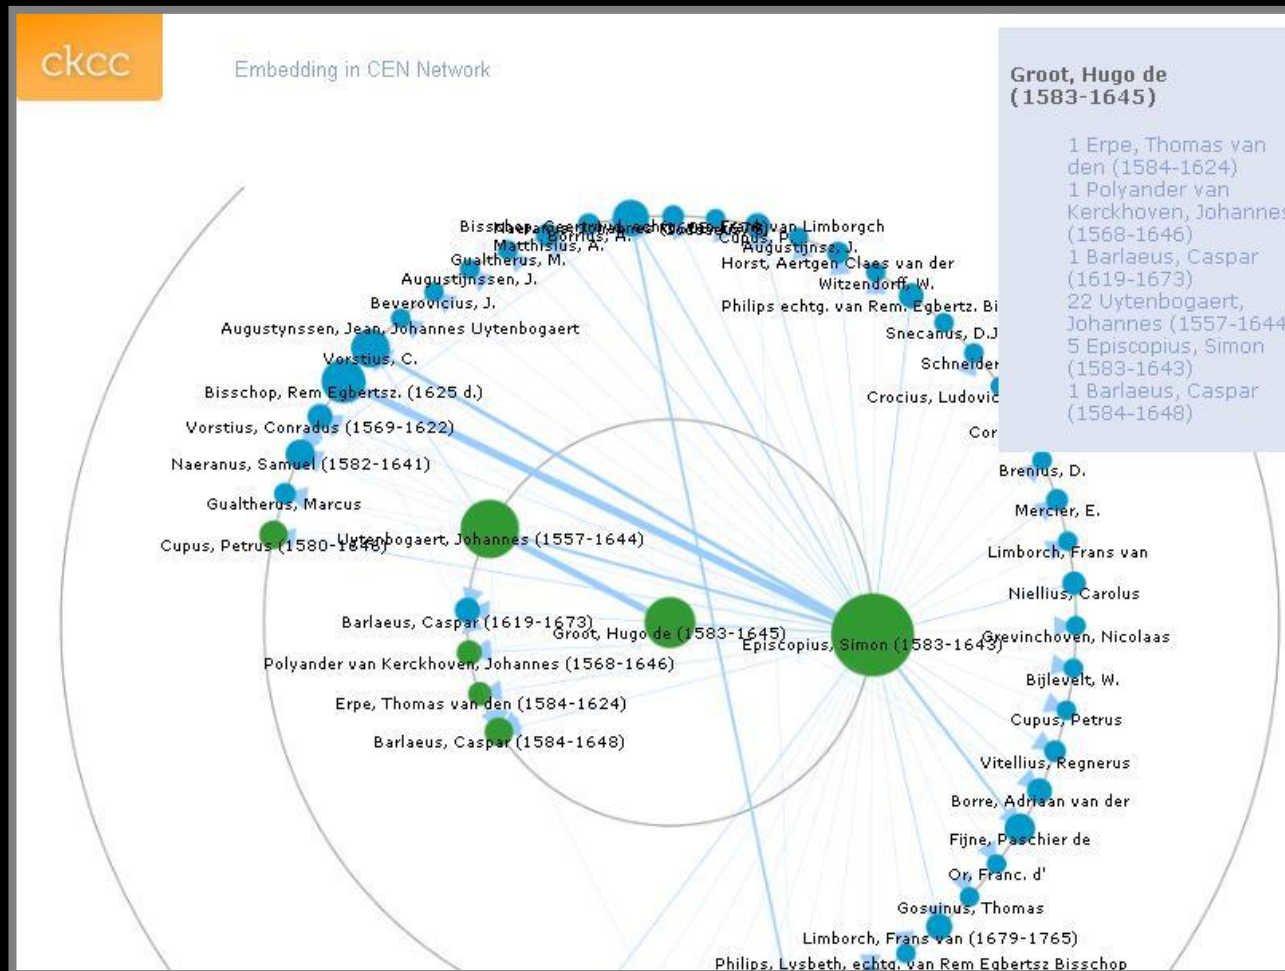 ckcc
Embedding in CEN Network
Groot, Hugo de
(1583-1645)
1 Erpe, Thomas van
den (1584-1624)
1 Polyander van
Kerckhoven, Johannes
(1568-1646)
1 Barlaeus, Caspar
(1619-1673)
22 Uytenbogaert,
Johannes (1557-1644
5 Episcopius, Simon
(1583-1643)
1 Barlaeus, Caspar
(1584-1648)
van Limborgch
Borrius, A.
Cupus, P.
Matthisius, A.
Augustijnsz, J.
Gualtherus, M.
Horst, Aertgen Claes van der
Augustijnssen, J.
Witzendorff, W.
Beverovicius, J.
Philips echtg. van Rem. Egbertz. Bi
Augustynssen, Jean, Johannes Uytenbogaert
Snecanus, D.J
Vorstius, C.
Schneider
Bisschop, Rem Egbertsz. (1625 d.)
Crocius, Ludovic
Vorstius, Conradus (1569-1622)
Cor
Naeranus, Samuel (1582-1641)
Brenius, D.
Gualtherus, Marcus
Mercier, E.
Cupus, Petrus (1580-1646)
Uytenbogaert, Johannes (1557-1644)
Limborch, Frans van
Niellius, Carolus
Barlaeus, Caspar (1619-1673)
Groot, Hugo de (1583-1645)
Episcopius, Simon (1583-1643)
Grevinchoven, Nicolaas
Polyander van Kerckhoven, Johannes (1568-1646)
Bijlevelt, W.
Erpe, Thomas van den (1584-1624)
Cupus, Petrus
Barlaeus, Caspar (1584-1648)
Vitellius, Regnerus
Borre, Adriaan van der
Fijne, Paschier de
Or, Franc. d'
Gosuinus, Thomas
Limborch, Frans van (1679-1765)
Philips, Lysbeth, echtg. van Rem Egbertsz Bisschop